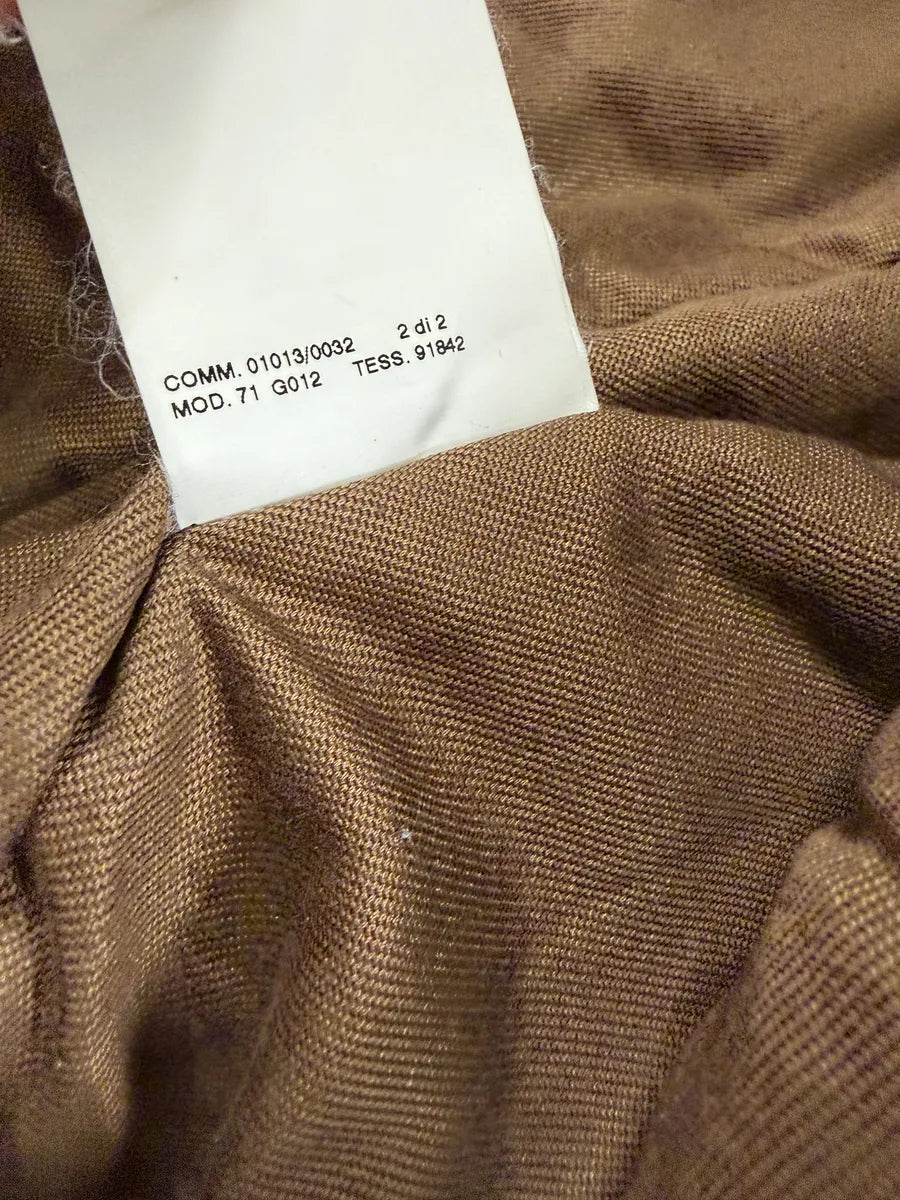 COMM. 01013/0032 2 di 2
MOD. 71 G012 TESS. 91842